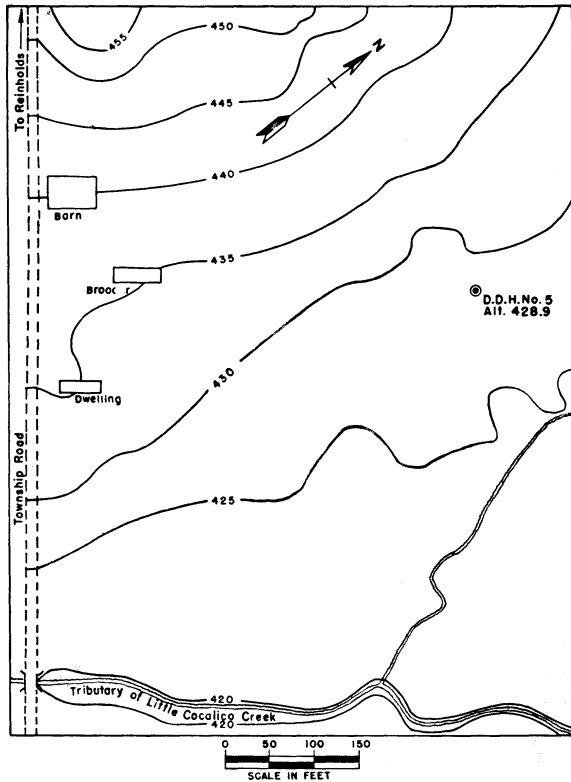 To Reinholds
455
450
N
445
440
Barn
435
D.D.H. No. 5
Alt. 428.9
430
Dwelling
Township Road
425
420
Tributary of Little Cocalico Creek
420
0 50 100 150
SCALE IN FEET